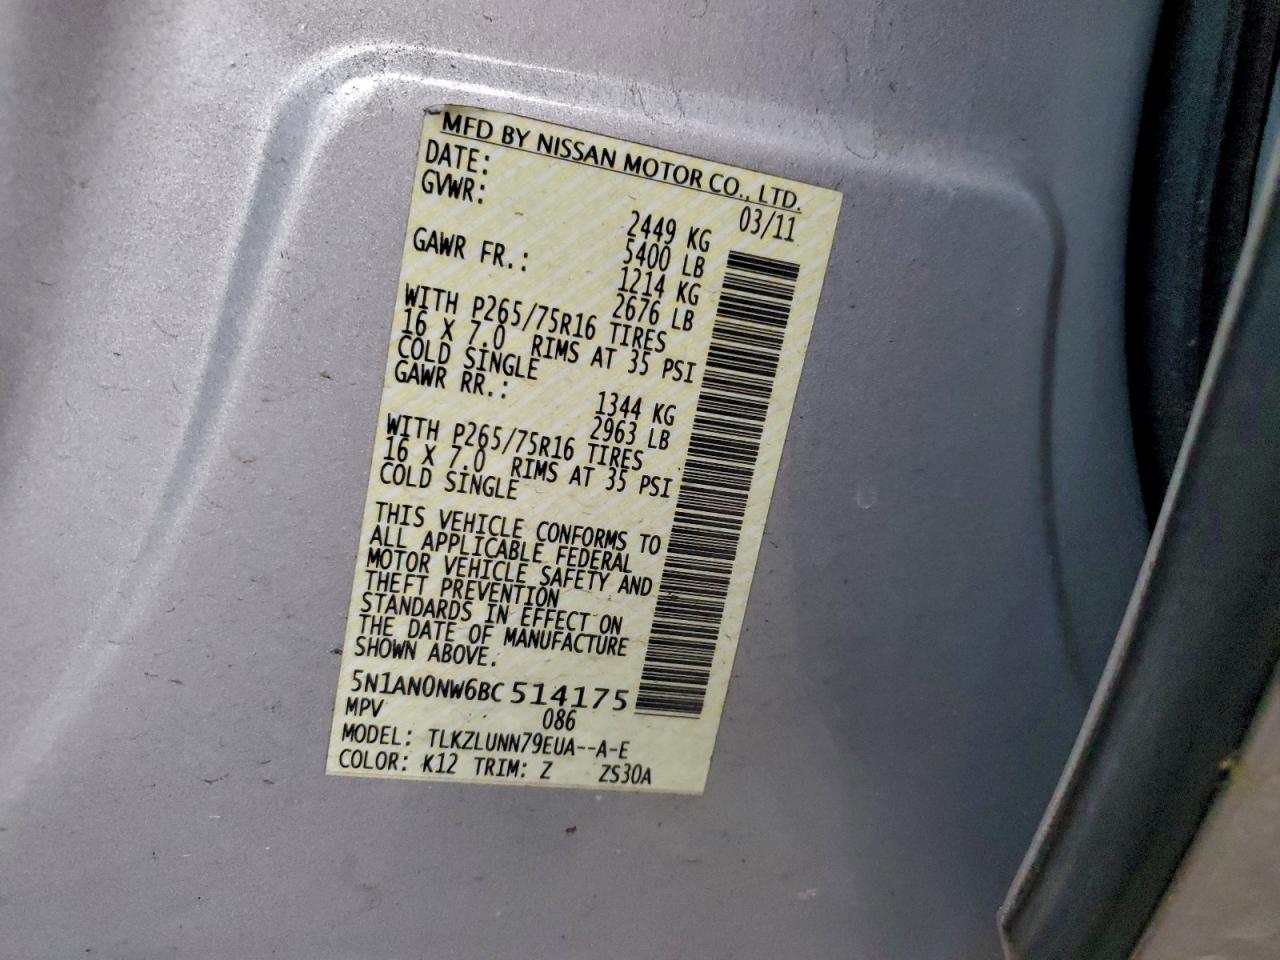 MFD BY NISSAN MOTOR CO., LTD.
DATE: 03/11
GVWR: 2449 KG
5400 LB
GAWR FR.: 1214 KG
2676 LB
WITH P265/75R16 TIRES
16 X 7.0 RIMS AT 35 PSI
COLD SINGLE
GAWR RR.: 1344 KG
2963 LB
WITH P265/75R16 TIRES
16 X 7.0 RIMS AT 35 PSI
COLD SINGLE
THIS VEHICLE CONFORMS TO
ALL APPLICABLE FEDERAL
MOTOR VEHICLE SAFETY AND
THEFT PREVENTION
STANDARDS IN EFFECT ON
THE DATE OF MANUFACTURE
SHOWN ABOVE.
5N1AN0NW6BC514175
MPV 086
MODEL: TLKZLUNN79EUA--A-E
COLOR: K12 TRIM: Z ZS30A